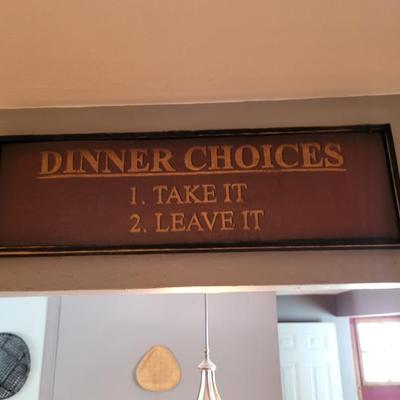 DINNER CHOICES
1. TAKE IT
2. LEAVE IT